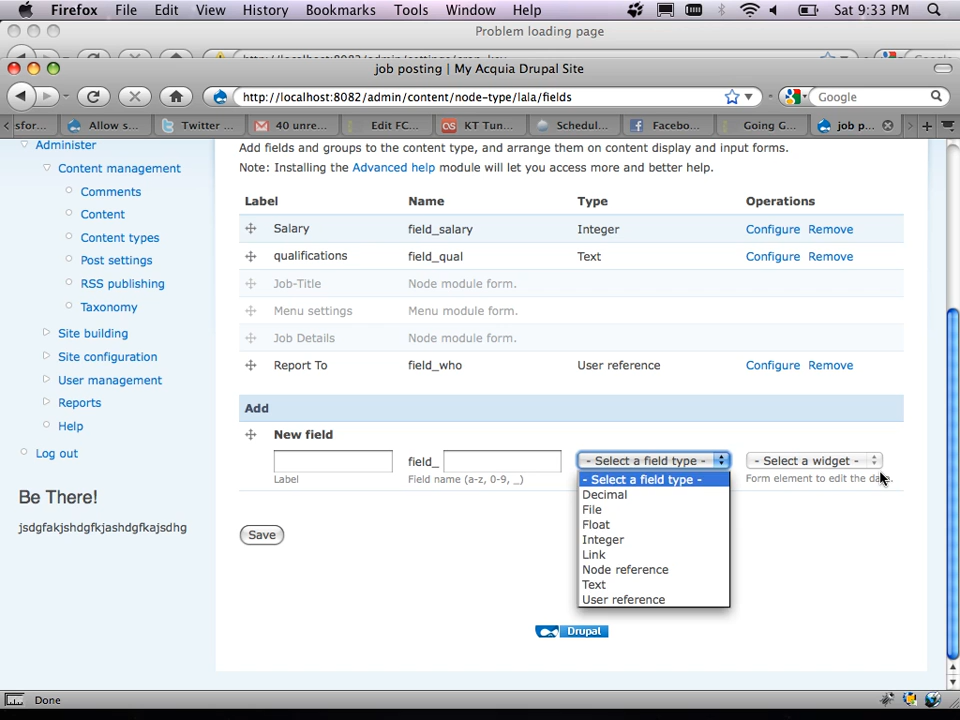 Firefox File Edit View History Bookmarks Tools Window Help Sat 9:33 PM
Problem loading page
job posting | My Acquia Drupal Site
http://localhost:8082/admin/content/node-type/lala/fields Google
sfor... Allow s... Twitter ... 40 unre... Edit FC... KT Tun... Schedul... Facebo... Going G... job p...
Add fields and groups to the content type, and arrange them on content display and input forms.
Note: Installing the Advanced help module will let you access more and better help.
Administer
Content management
Comments
Content
Content types
Post settings
RSS publishing
Taxonomy
Site building
Site configuration
User management
Reports
Help
Log out
Be There!
jsdgfakjshdgfkjashdgfkajsdhg
Label Name Type Operations
Salary field_salary Integer Configure Remove
qualifications field_qual Text Configure Remove
Job-Title Node module form.
Menu settings Menu module form.
Job Details Node module form.
Report To field_who User reference Configure Remove
Add
New field
field_ - Select a field type - - Select a widget -
Label Field name (a-z, 0-9, _) Form element to edit the data.
- Select a field type -
Decimal
File
Float
Integer
Link
Node reference
Text
User reference
Save
Drupal
Done